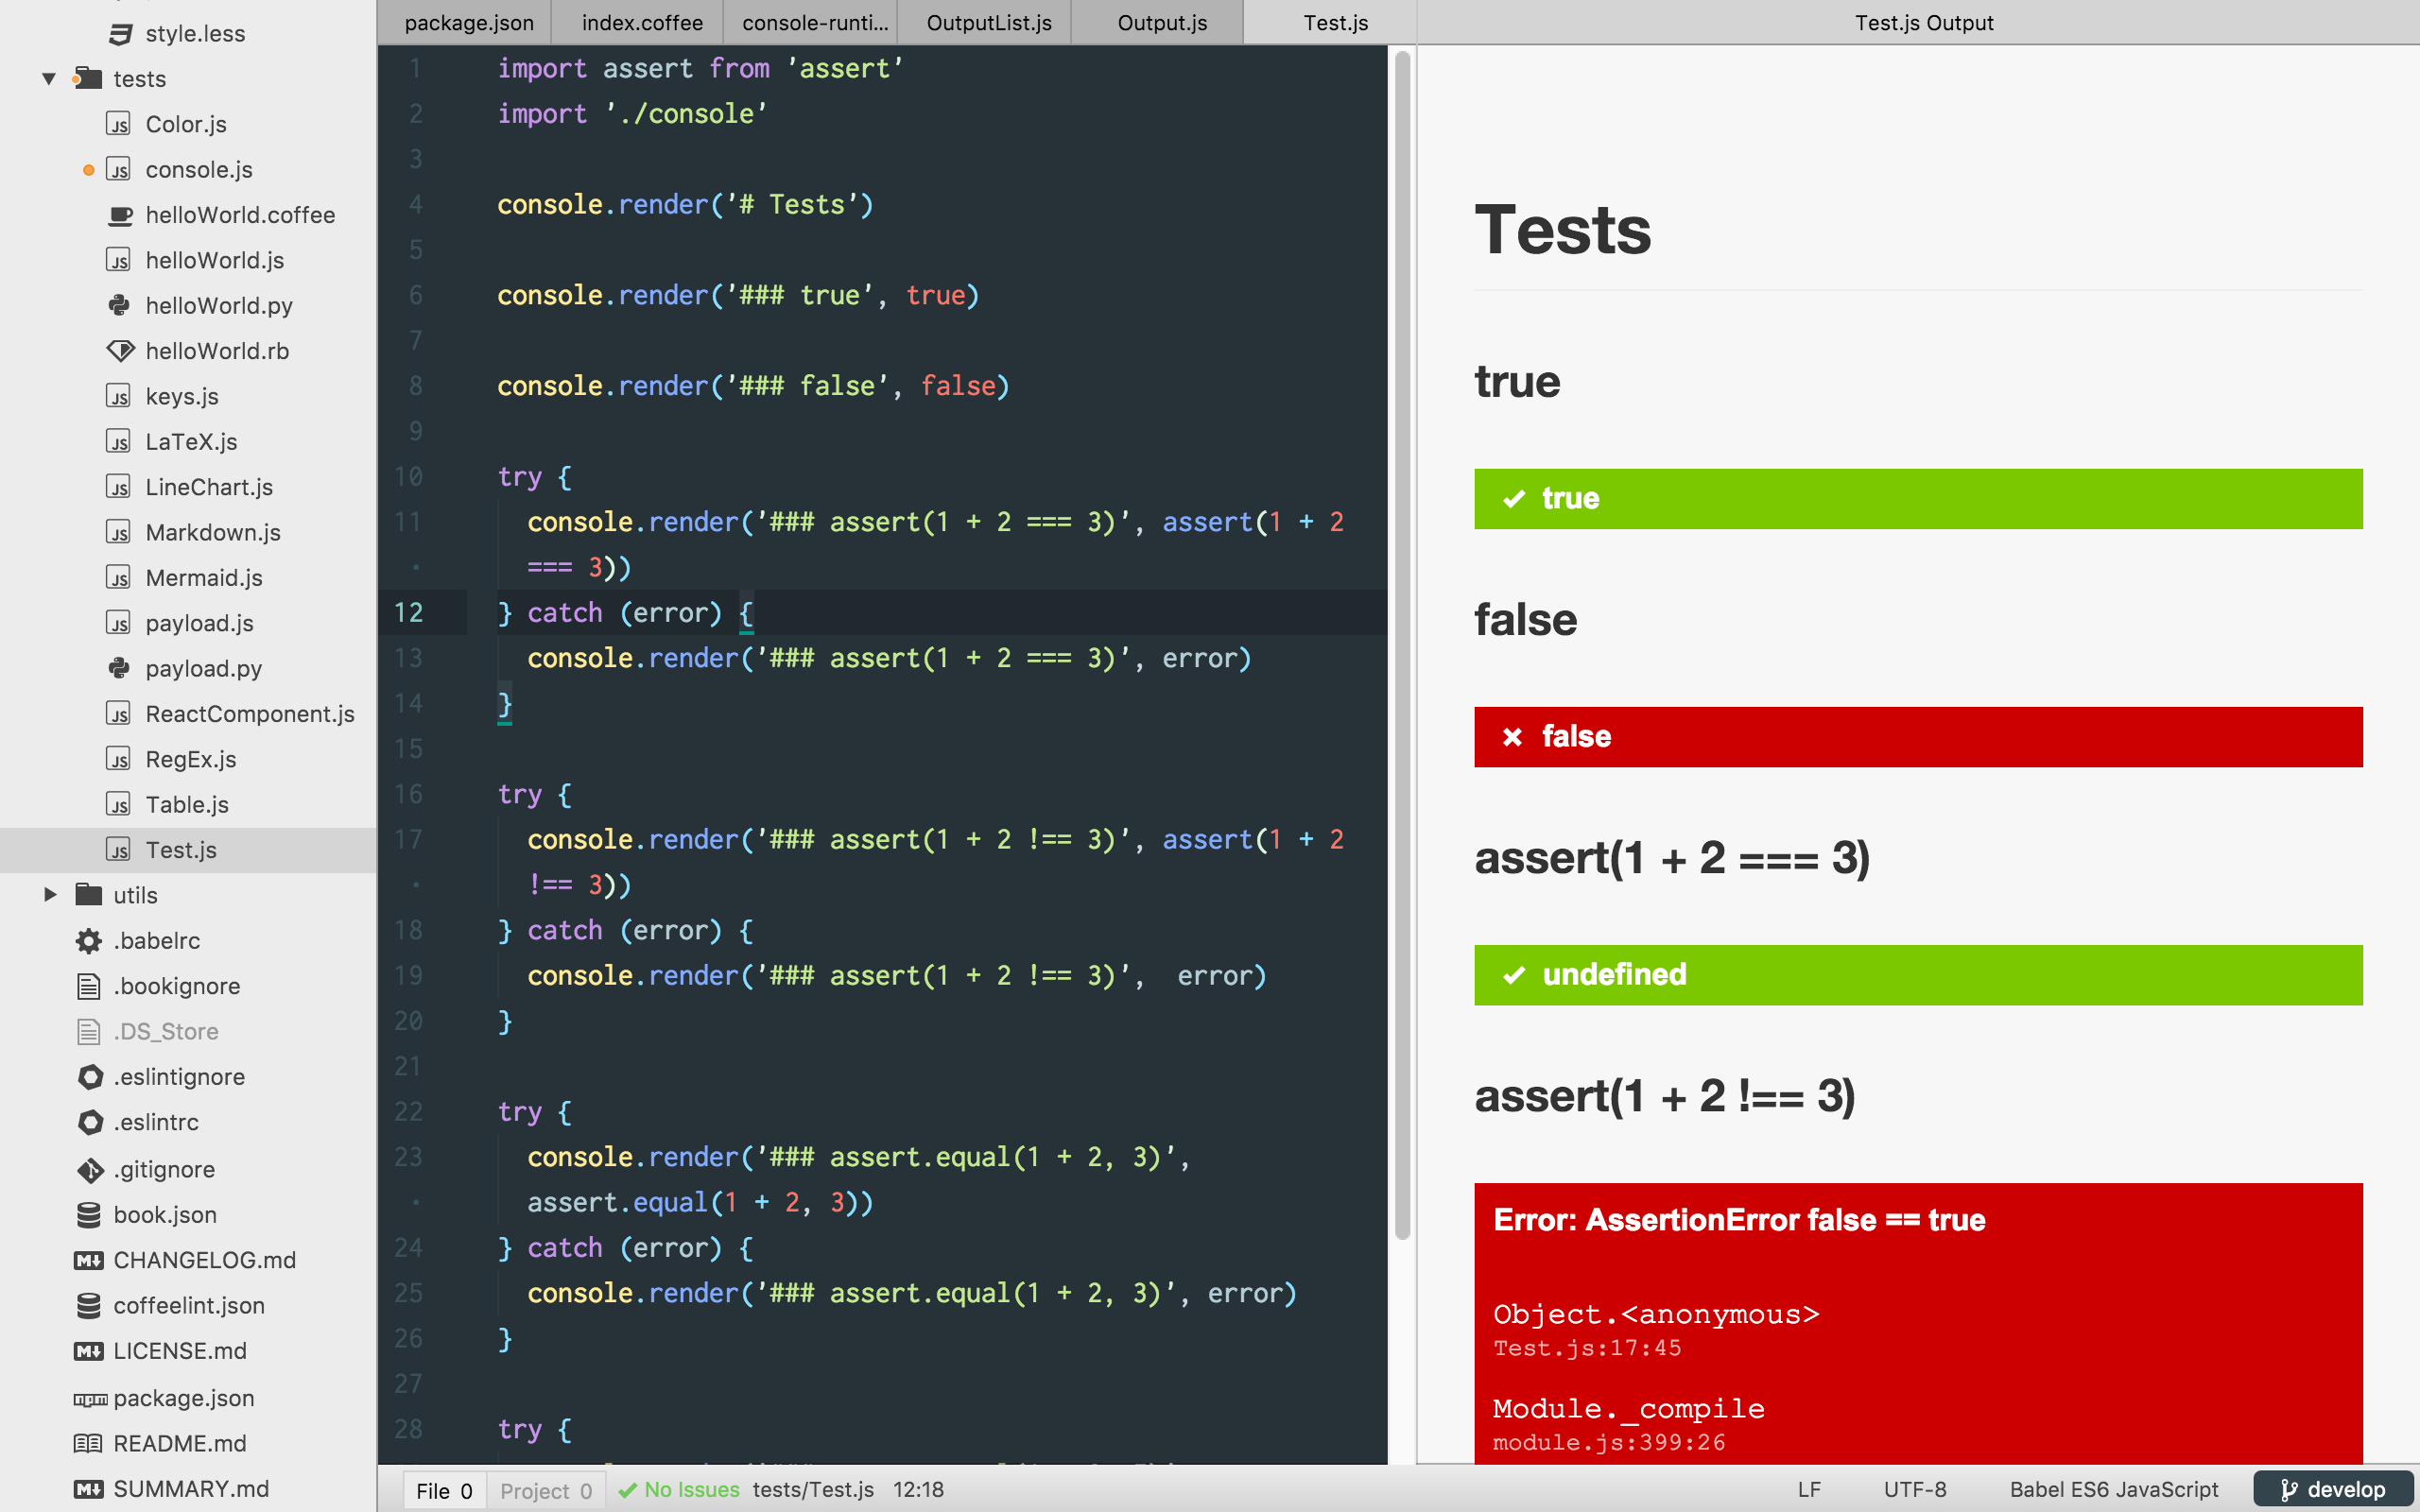 style.less
tests
Color.js
console.js
helloWorld.coffee
helloWorld.js
helloWorld.py
helloWorld.rb
keys.js
LaTeX.js
LineChart.js
Markdown.js
Mermaid.js
payload.js
payload.py
ReactComponent.js
RegEx.js
Table.js
Test.js
utils
.babelrc
.bookignore
.DS_Store
.eslintignore
.eslintrc
.gitignore
book.json
CHANGELOG.md
coffeelint.json
LICENSE.md
package.json
README.md
SUMMARY.md
package.json index.coffee console-runti... OutputList.js Output.js Test.js
1 import assert from 'assert'
2 import './console'
3
4 console.render('# Tests')
5
6 console.render('### true', true)
7
8 console.render('### false', false)
9
10 try {
11 console.render('### assert(1 + 2 === 3)', assert(1 + 2
• === 3))
12 } catch (error) {
13 console.render('### assert(1 + 2 === 3)', error)
14 }
15
16 try {
17 console.render('### assert(1 + 2 !== 3)', assert(1 + 2
• !== 3))
18 } catch (error) {
19 console.render('### assert(1 + 2 !== 3)',  error)
20 }
21
22 try {
23 console.render('### assert.equal(1 + 2, 3)',
• assert.equal(1 + 2, 3))
24 } catch (error) {
25 console.render('### assert.equal(1 + 2, 3)', error)
26 }
27
28 try {
Test.js Output
Tests
true
true
false
false
assert(1 + 2 === 3)
undefined
assert(1 + 2 !== 3)
Error: AssertionError false == true
Object.<anonymous>
Test.js:17:45
Module._compile
module.js:399:26
File 0 Project 0 No Issues tests/Test.js 12:18 LF UTF-8 Babel ES6 JavaScript develop